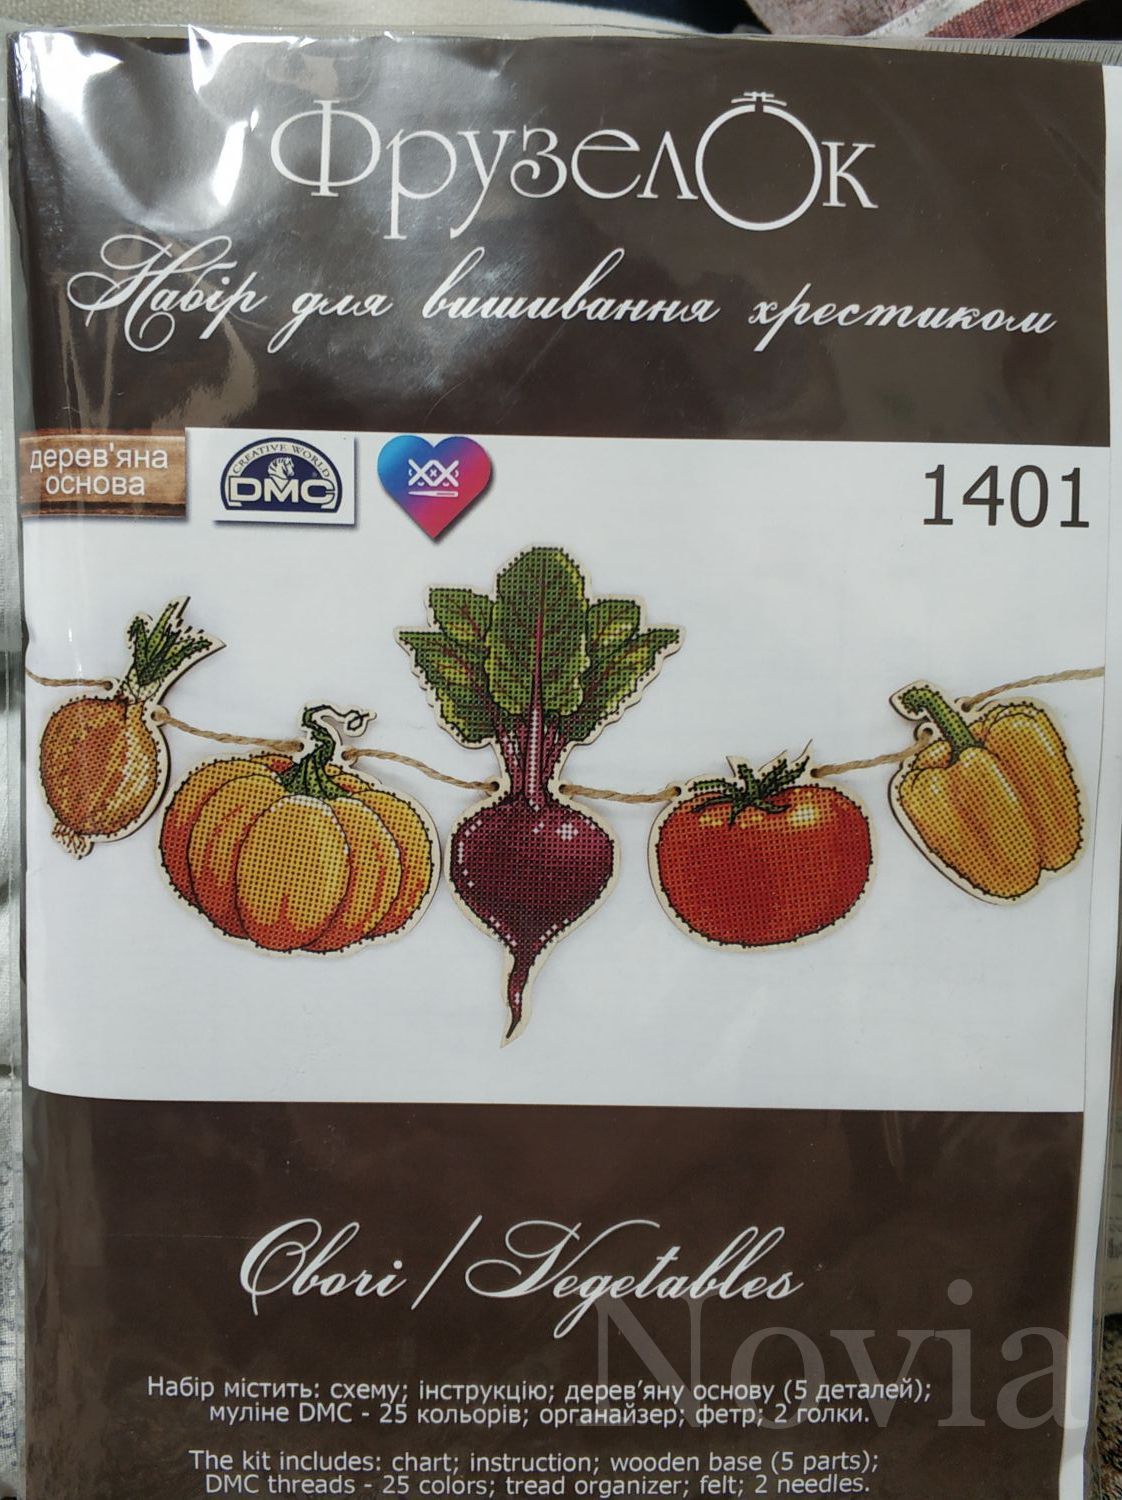 ФрузелОк
Набір для вишивання хрестиком
дерев'яна
основа
CREATIVE WORLD
DMC
1401
Овочі / Vegetables
Набір містить: схему; інструкцію; дерев'яну основу (5 деталей);
муліне DMC - 25 кольорів; органайзер; фетр; 2 голки.
The kit includes: chart; instruction; wooden base (5 parts);
DMC threads - 25 colors; tread organizer; felt; 2 needles.
Novia